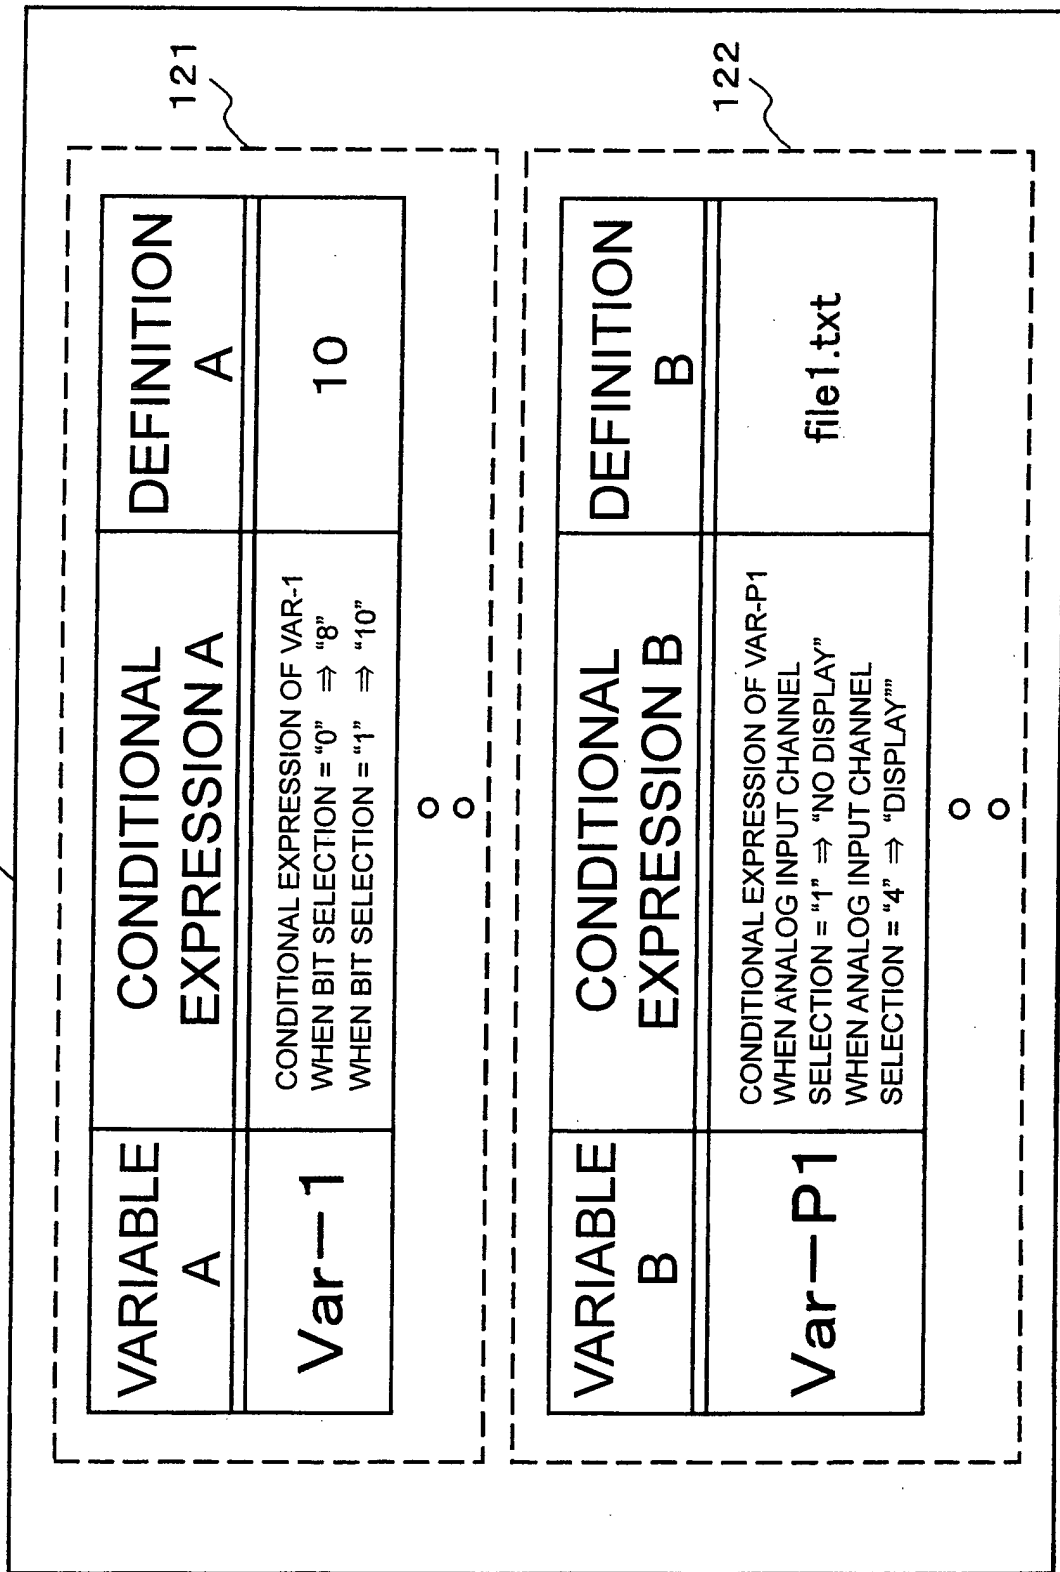 121
VARIABLE
A
CONDITIONAL
EXPRESSION A
DEFINITION
A
Var—1
CONDITIONAL EXPRESSION OF VAR-1
WHEN BIT SELECTION = “0” ⇒ “8”
WHEN BIT SELECTION = “1” ⇒ “10”
10
122
VARIABLE
B
CONDITIONAL
EXPRESSION B
DEFINITION
B
Var—P1
CONDITIONAL EXPRESSION OF VAR-P1
WHEN ANALOG INPUT CHANNEL
SELECTION = “1” ⇒ “NO DISPLAY”
WHEN ANALOG INPUT CHANNEL
SELECTION = “4” ⇒ “DISPLAY””
file1.txt